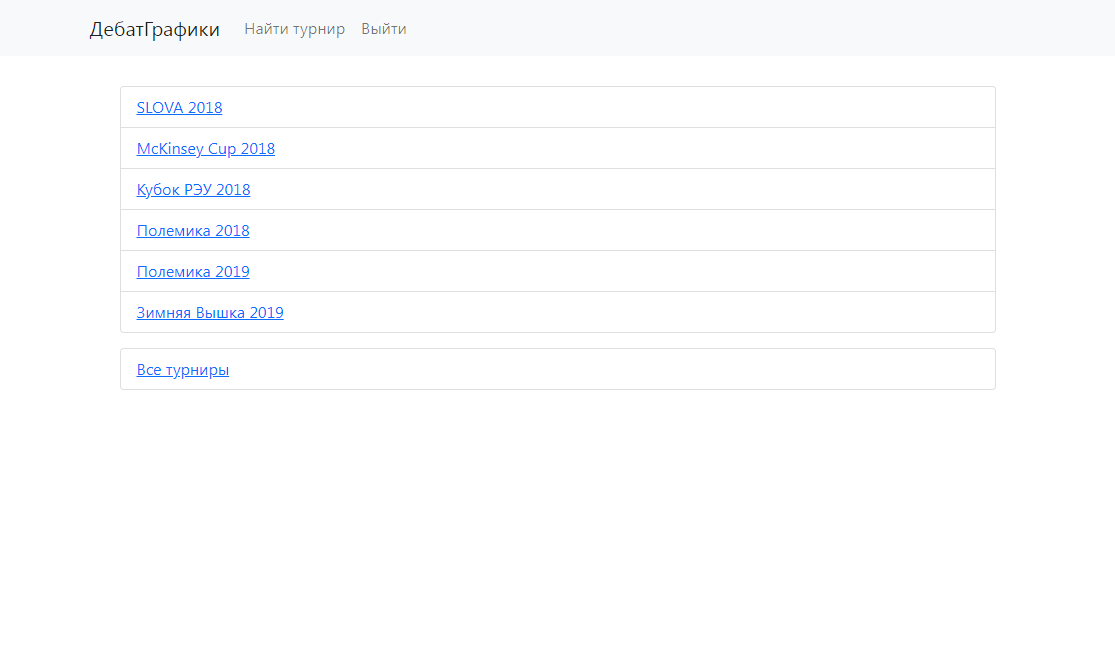 ДебатГрафики Найти турнир Выйти
SLOVA 2018
McKinsey Cup 2018
Кубок РЭУ 2018
Полемика 2018
Полемика 2019
Зимняя Вышка 2019
Все турниры